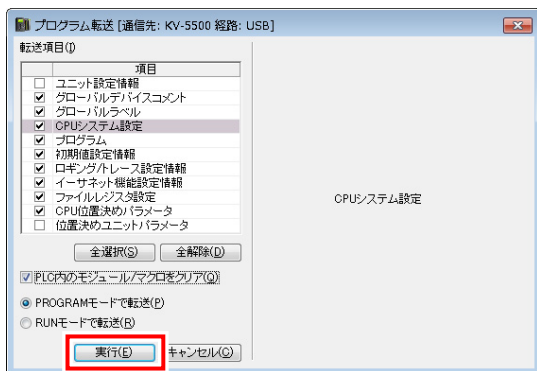 プログラム転送 [通信先: KV-5500 経路: USB]
転送項目(I)
項目
ユニット設定情報
グローバルデバイスコメント
グローバルラベル
CPUシステム設定
プログラム
初期値設定情報
ロギング/トレース設定情報
イーサネット機能設定情報
ファイルレジスタ設定
CPU位置決めパラメータ
位置決めユニットパラメータ
全選択(S) 全解除(D)
PLC内のモジュール/マクロをクリア(Q)
PROGRAMモードで転送(P)
RUNモードで転送(R)
実行(E) キャンセル(C)
CPUシステム設定